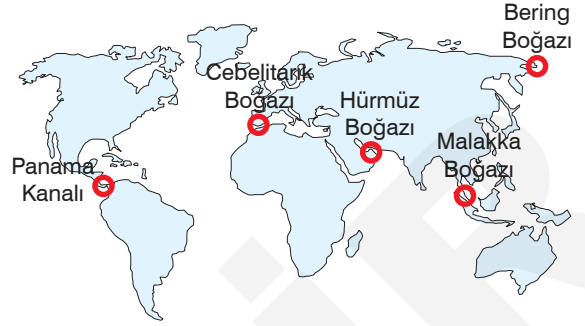 Bering
Boğazı
Cebelitarık
Boğazı
Hürmüz
Boğazı
Malakka
Boğazı
Panama
Kanalı